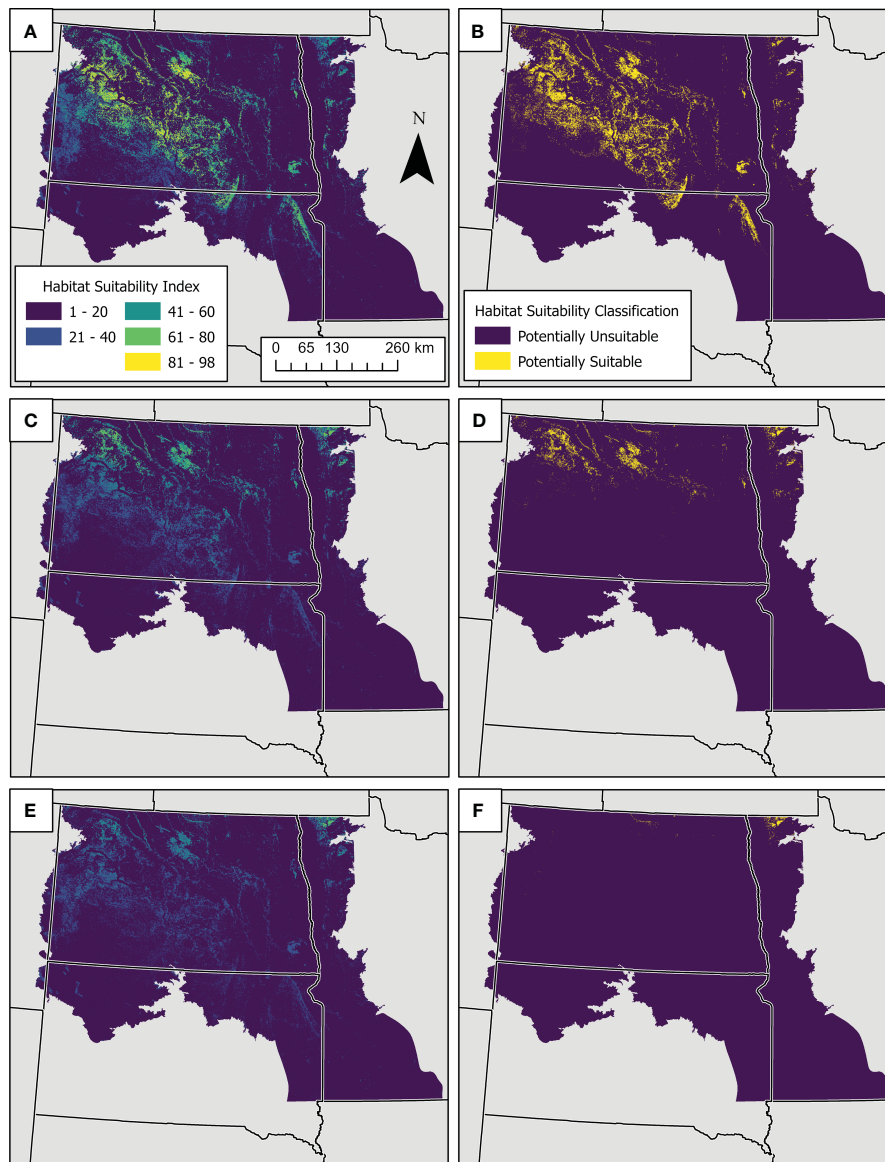 A
B
N
Habitat Suitability Index
1 - 20
41 - 60
21 - 40
61 - 80
81 - 98
0 65 130 260 km
Habitat Suitability Classification
Potentially Unsuitable
Potentially Suitable
C
D
E
F